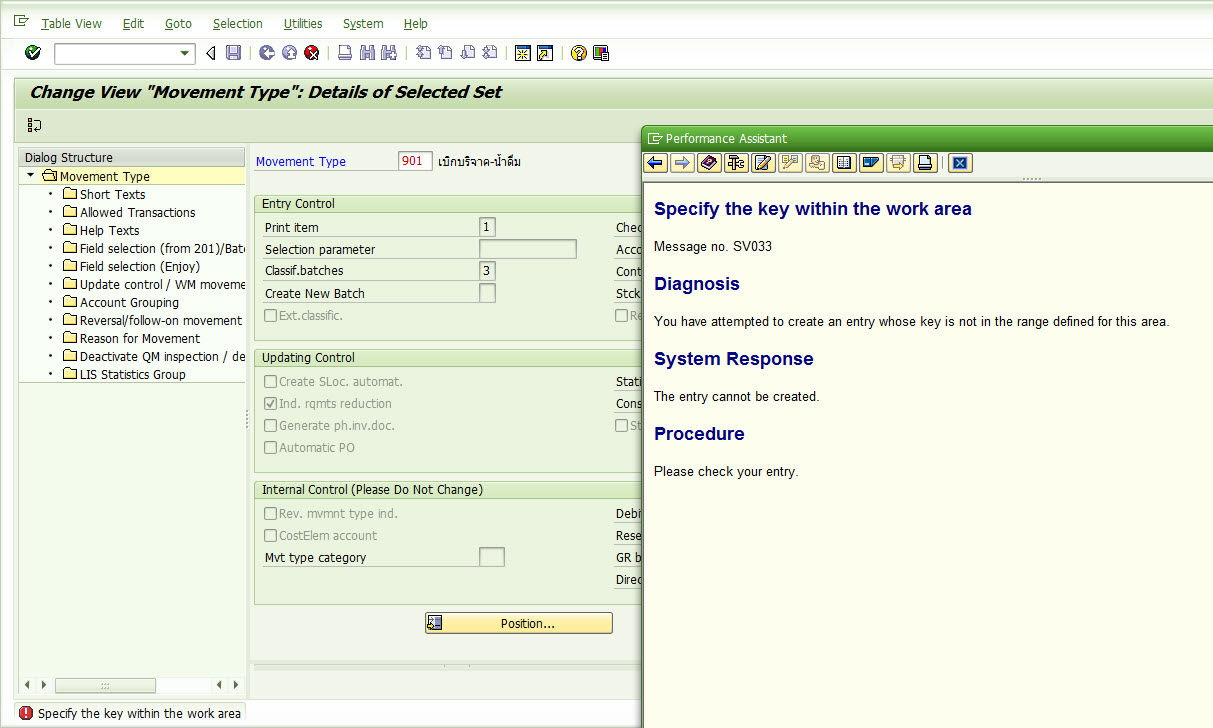 Table View Edit Goto Selection Utilities System Help
Change View "Movement Type": Details of Selected Set
Dialog Structure
Movement Type
Short Texts
Allowed Transactions
Help Texts
Field selection (from 201)/Bat
Field selection (Enjoy)
Update control / WM moveme
Account Grouping
Reversal/follow-on movement
Reason for Movement
Deactivate QM inspection / de
LIS Statistics Group
Movement Type 901 เบิกบริจาค-น้ำดื่ม
Entry Control
Print item 1 Chec
Selection parameter Acco
Classif.batches 3 Cont
Create New Batch Stck
Ext.classific. Re
Updating Control
Create SLoc. automat. Stati
Ind. rqmts reduction Cons
Generate ph.inv.doc. St
Automatic PO
Internal Control (Please Do Not Change)
Rev. mvmnt type ind. Debi
CostElem account Rese
Mvt type category GR b
Direc
Position...
Specify the key within the work area
Performance Assistant
Specify the key within the work area
Message no. SV033
Diagnosis
You have attempted to create an entry whose key is not in the range defined for this area.
System Response
The entry cannot be created.
Procedure
Please check your entry.